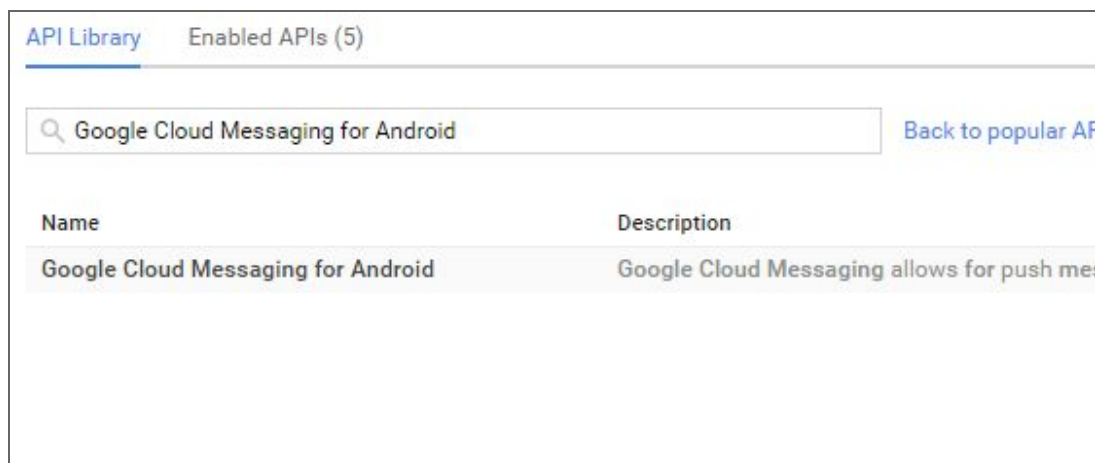 API Library Enabled APIs (5)
Google Cloud Messaging for Android Back to popular
Name Description
Google Cloud Messaging for Android Google Cloud Messaging allows for push